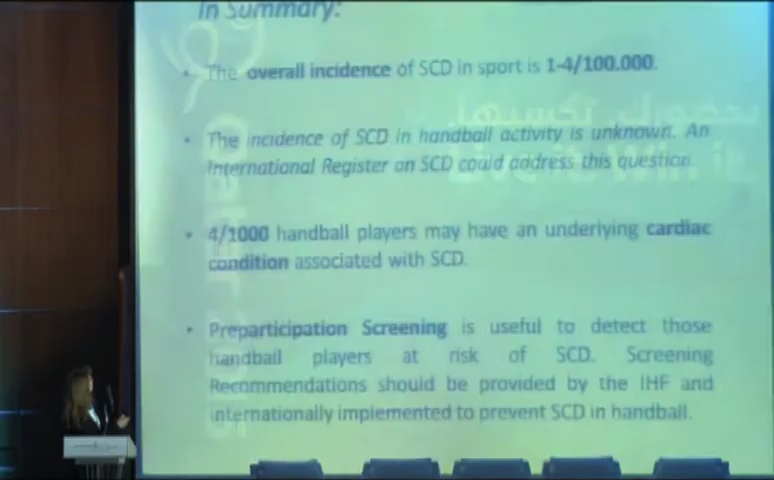 In Summary:
• The overall incidence of SCD in sport is 1-4/100.000.
• The incidence of SCD in handball activity is unknown. An
International Register on SCD could address this question.
• 4/1000 handball players may have an underlying cardiac
condition associated with SCD.
• Preparticipation Screening is useful to detect those
handball players at risk of SCD. Screening
Recommendations should be provided by the IHF and
internationally implemented to prevent SCD in handball.